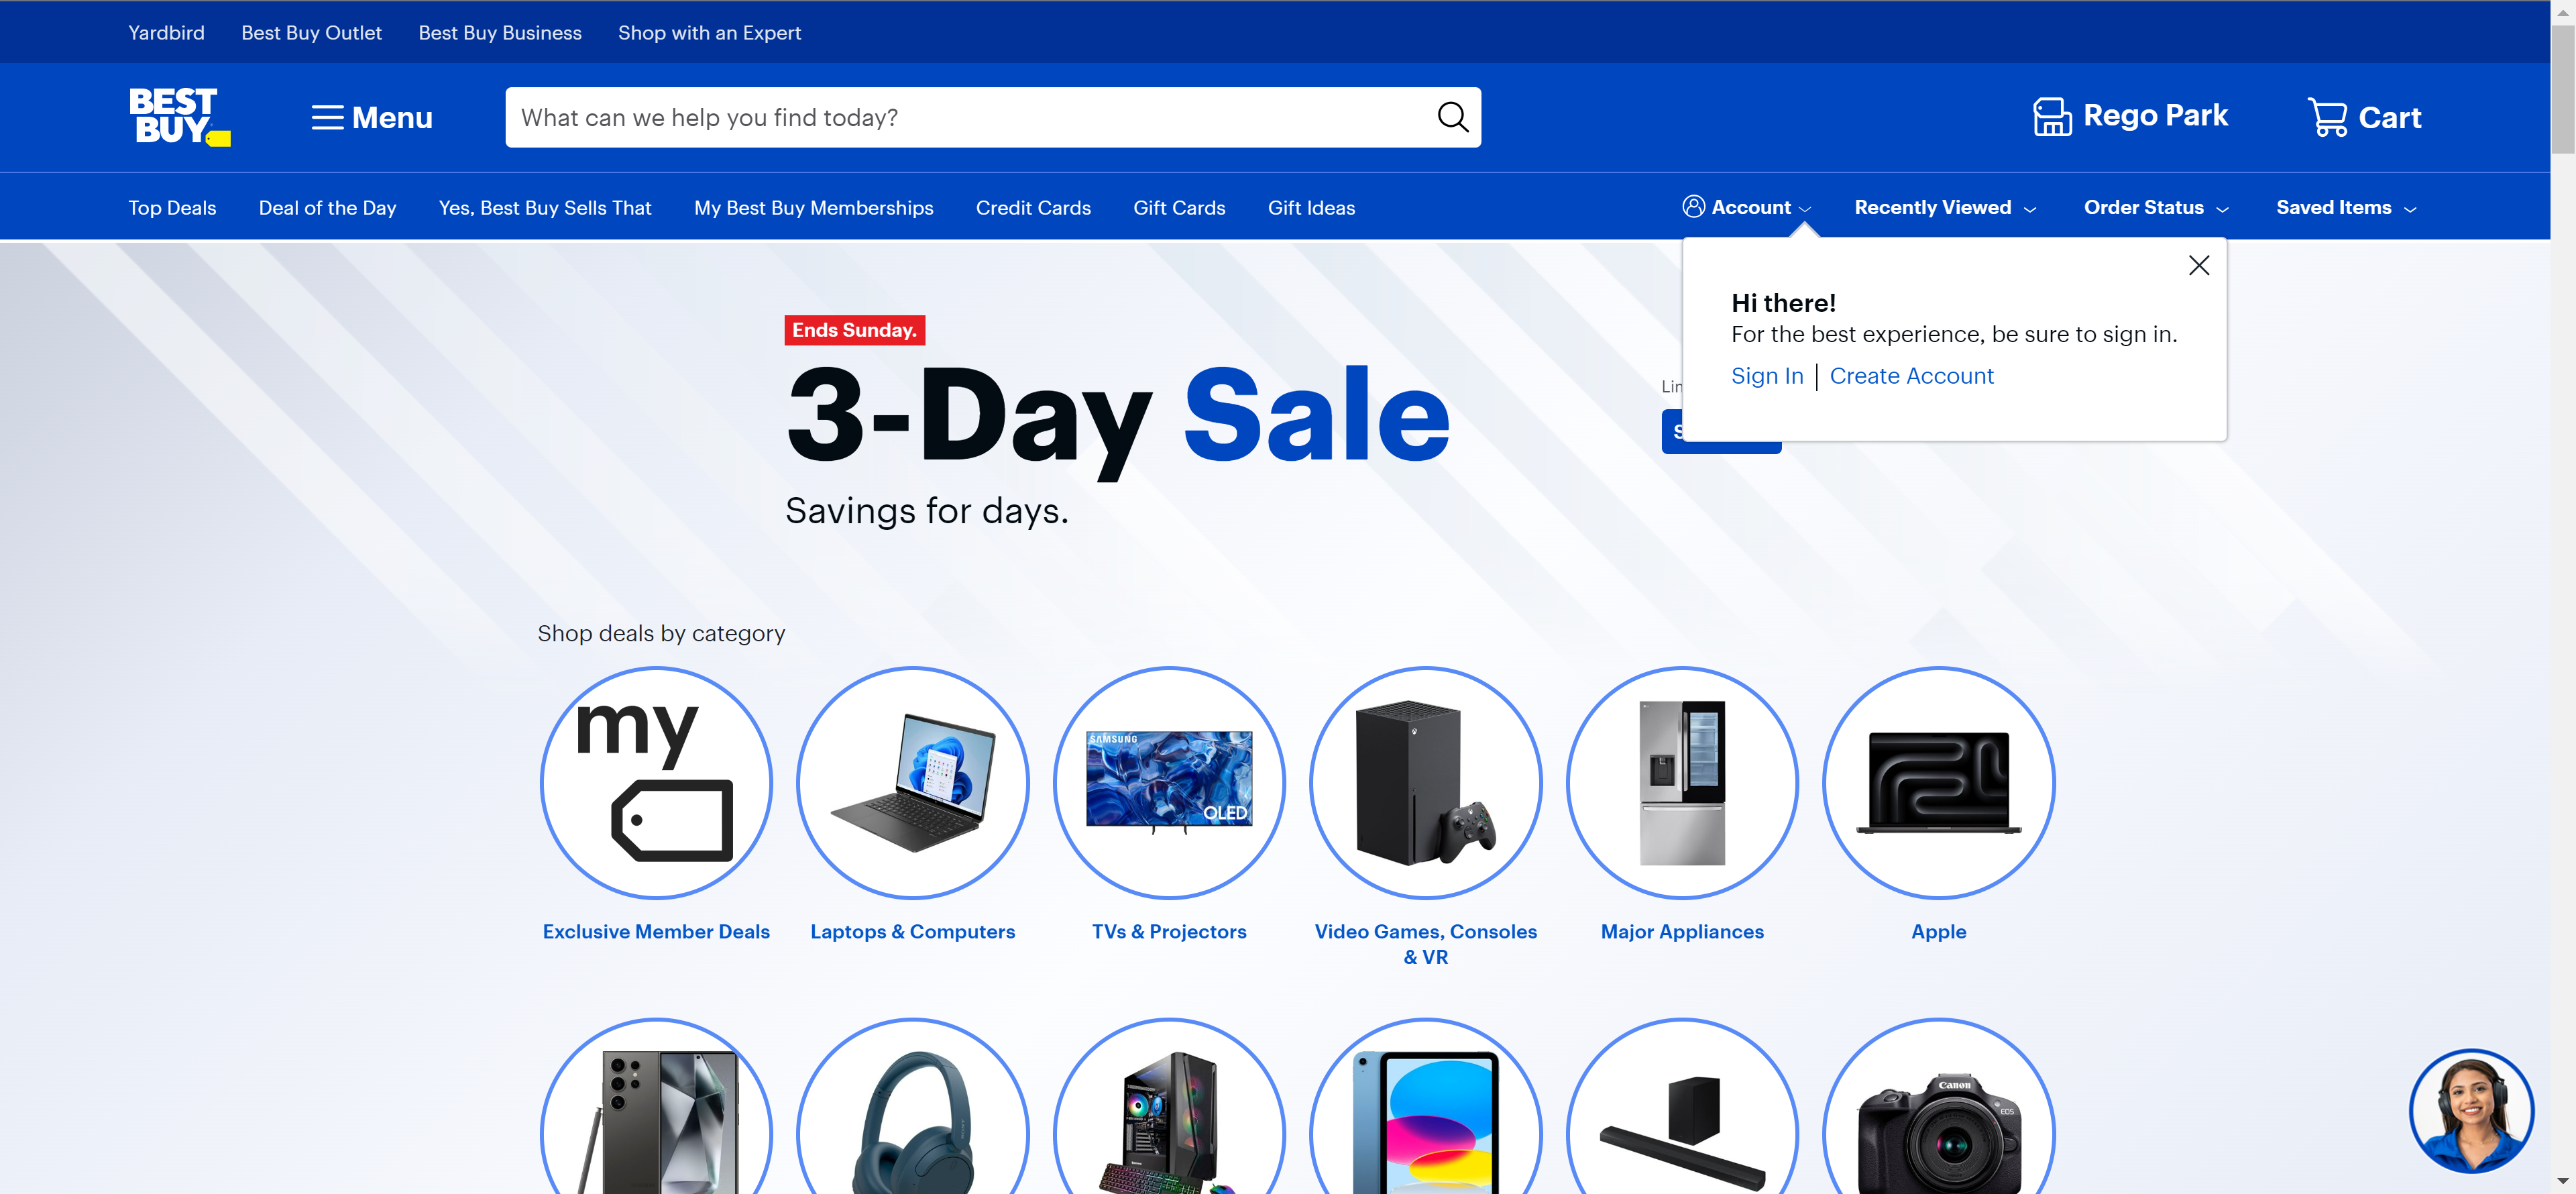 Yardbird
Best Buy Outlet
Best Buy Business
Shop with an Expert
BEST
BUY
Menu
What can we help you find today?
Rego Park
Cart
Top Deals
Deal of the Day
Yes, Best Buy Sells That
My Best Buy Memberships
Credit Cards
Gift Cards
Gift Ideas
Account
Recently Viewed
Order Status
Saved Items
Hi there!
For the best experience, be sure to sign in.
Sign In | Create Account
Ends Sunday.
3-Day Sale
Savings for days.
Shop deals by category
my
SAMSUNG
OLED
Exclusive Member Deals
Laptops & Computers
TVs & Projectors
Video Games, Consoles
& VR
Major Appliances
Apple
SONY
Canon
EOS